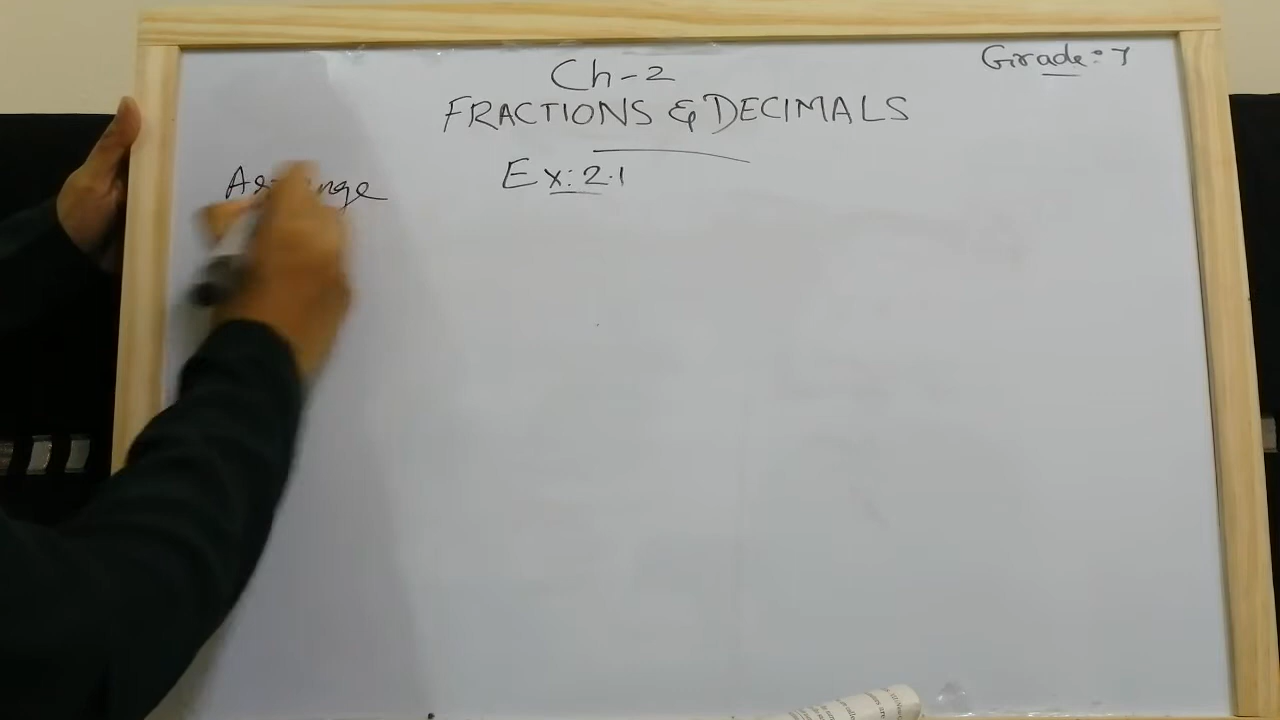 Grade: 7
Ch-2
FRACTIONS & DECIMALS
Ex: 2.1
Arrange